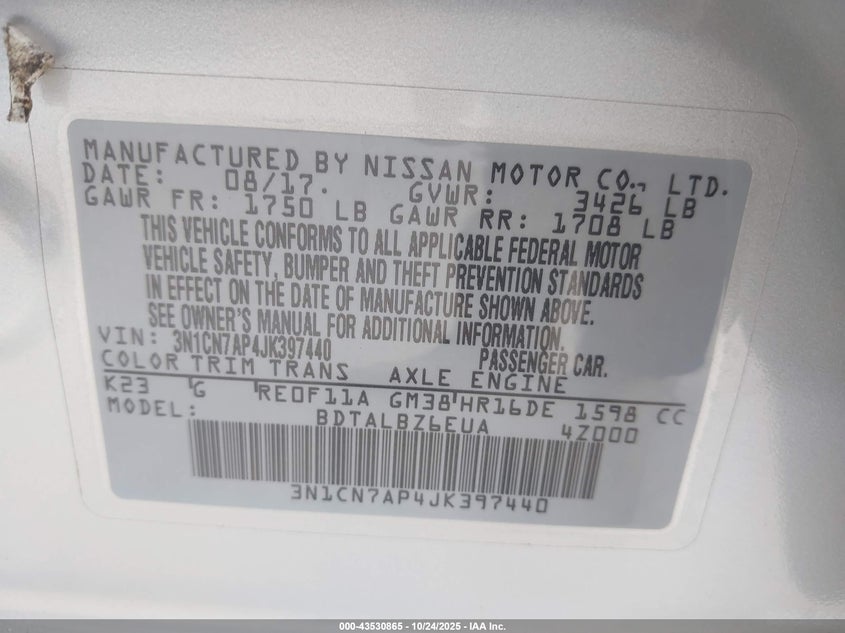 MANUFACTURED BY NISSAN MOTOR CO., LTD.
DATE: 08/17. GVWR: 3426 LB
GAWR FR: 1750 LB GAWR RR: 1708 LB
THIS VEHICLE CONFORMS TO ALL APPLICABLE FEDERAL MOTOR
VEHICLE SAFETY, BUMPER AND THEFT PREVENTION STANDARDS
IN EFFECT ON THE DATE OF MANUFACTURE SHOWN ABOVE.
SEE OWNER'S MANUAL FOR ADDITIONAL INFORMATION.
VIN: 3N1CN7AP4JK397440 PASSENGER CAR.
COLOR TRIM TRANS AXLE ENGINE
K23 G RE0F11A GM38 HR16DE 1598 CC
MODEL: BDTALBZ6EUA 4Z000
3N1CN7AP4JK397440
000-43530865 - 10/24/2025 - IAA Inc.